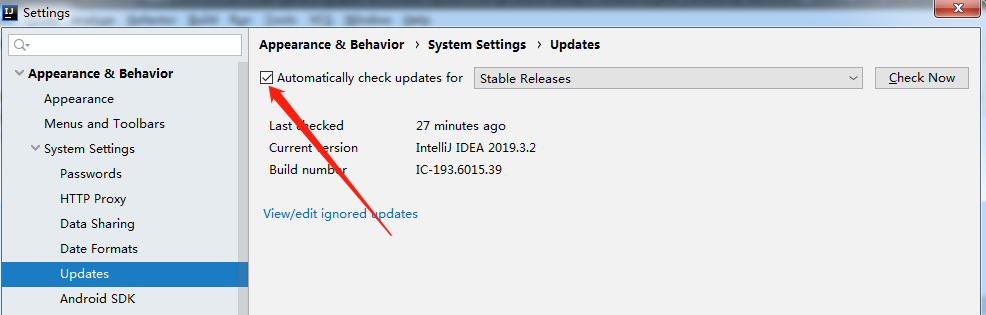 IJ Settings
Appearance & Behavior › System Settings › Updates
Appearance & Behavior
Automatically check updates for Stable Releases Check Now
Appearance
Menus and Toolbars
Last checked 27 minutes ago
System Settings
Current version IntelliJ IDEA 2019.3.2
Passwords
Build number IC-193.6015.39
HTTP Proxy
Data Sharing
View/edit ignored updates
Date Formats
Updates
Android SDK